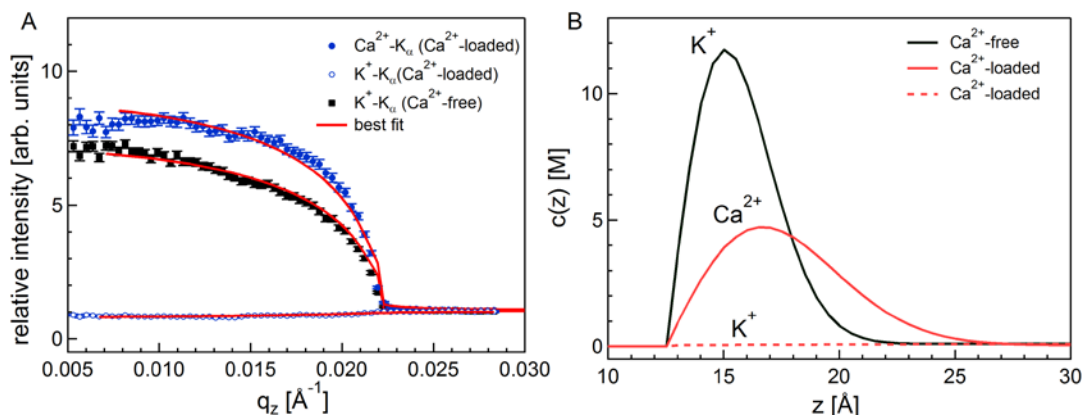 A
relative intensity [arb. units]
10
5
0
Ca²⁺-Kα (Ca²⁺-loaded)
K⁺-Kα(Ca²⁺-loaded)
K⁺-Kα (Ca²⁺-free)
best fit
0.005 0.010 0.015 0.020 0.025 0.030
q_z [Å⁻¹]
B
c(z) [M]
10
5
0
K⁺
Ca²⁺
K⁺
Ca²⁺-free
Ca²⁺-loaded
Ca²⁺-loaded
10 15 20 25 30
z [Å]